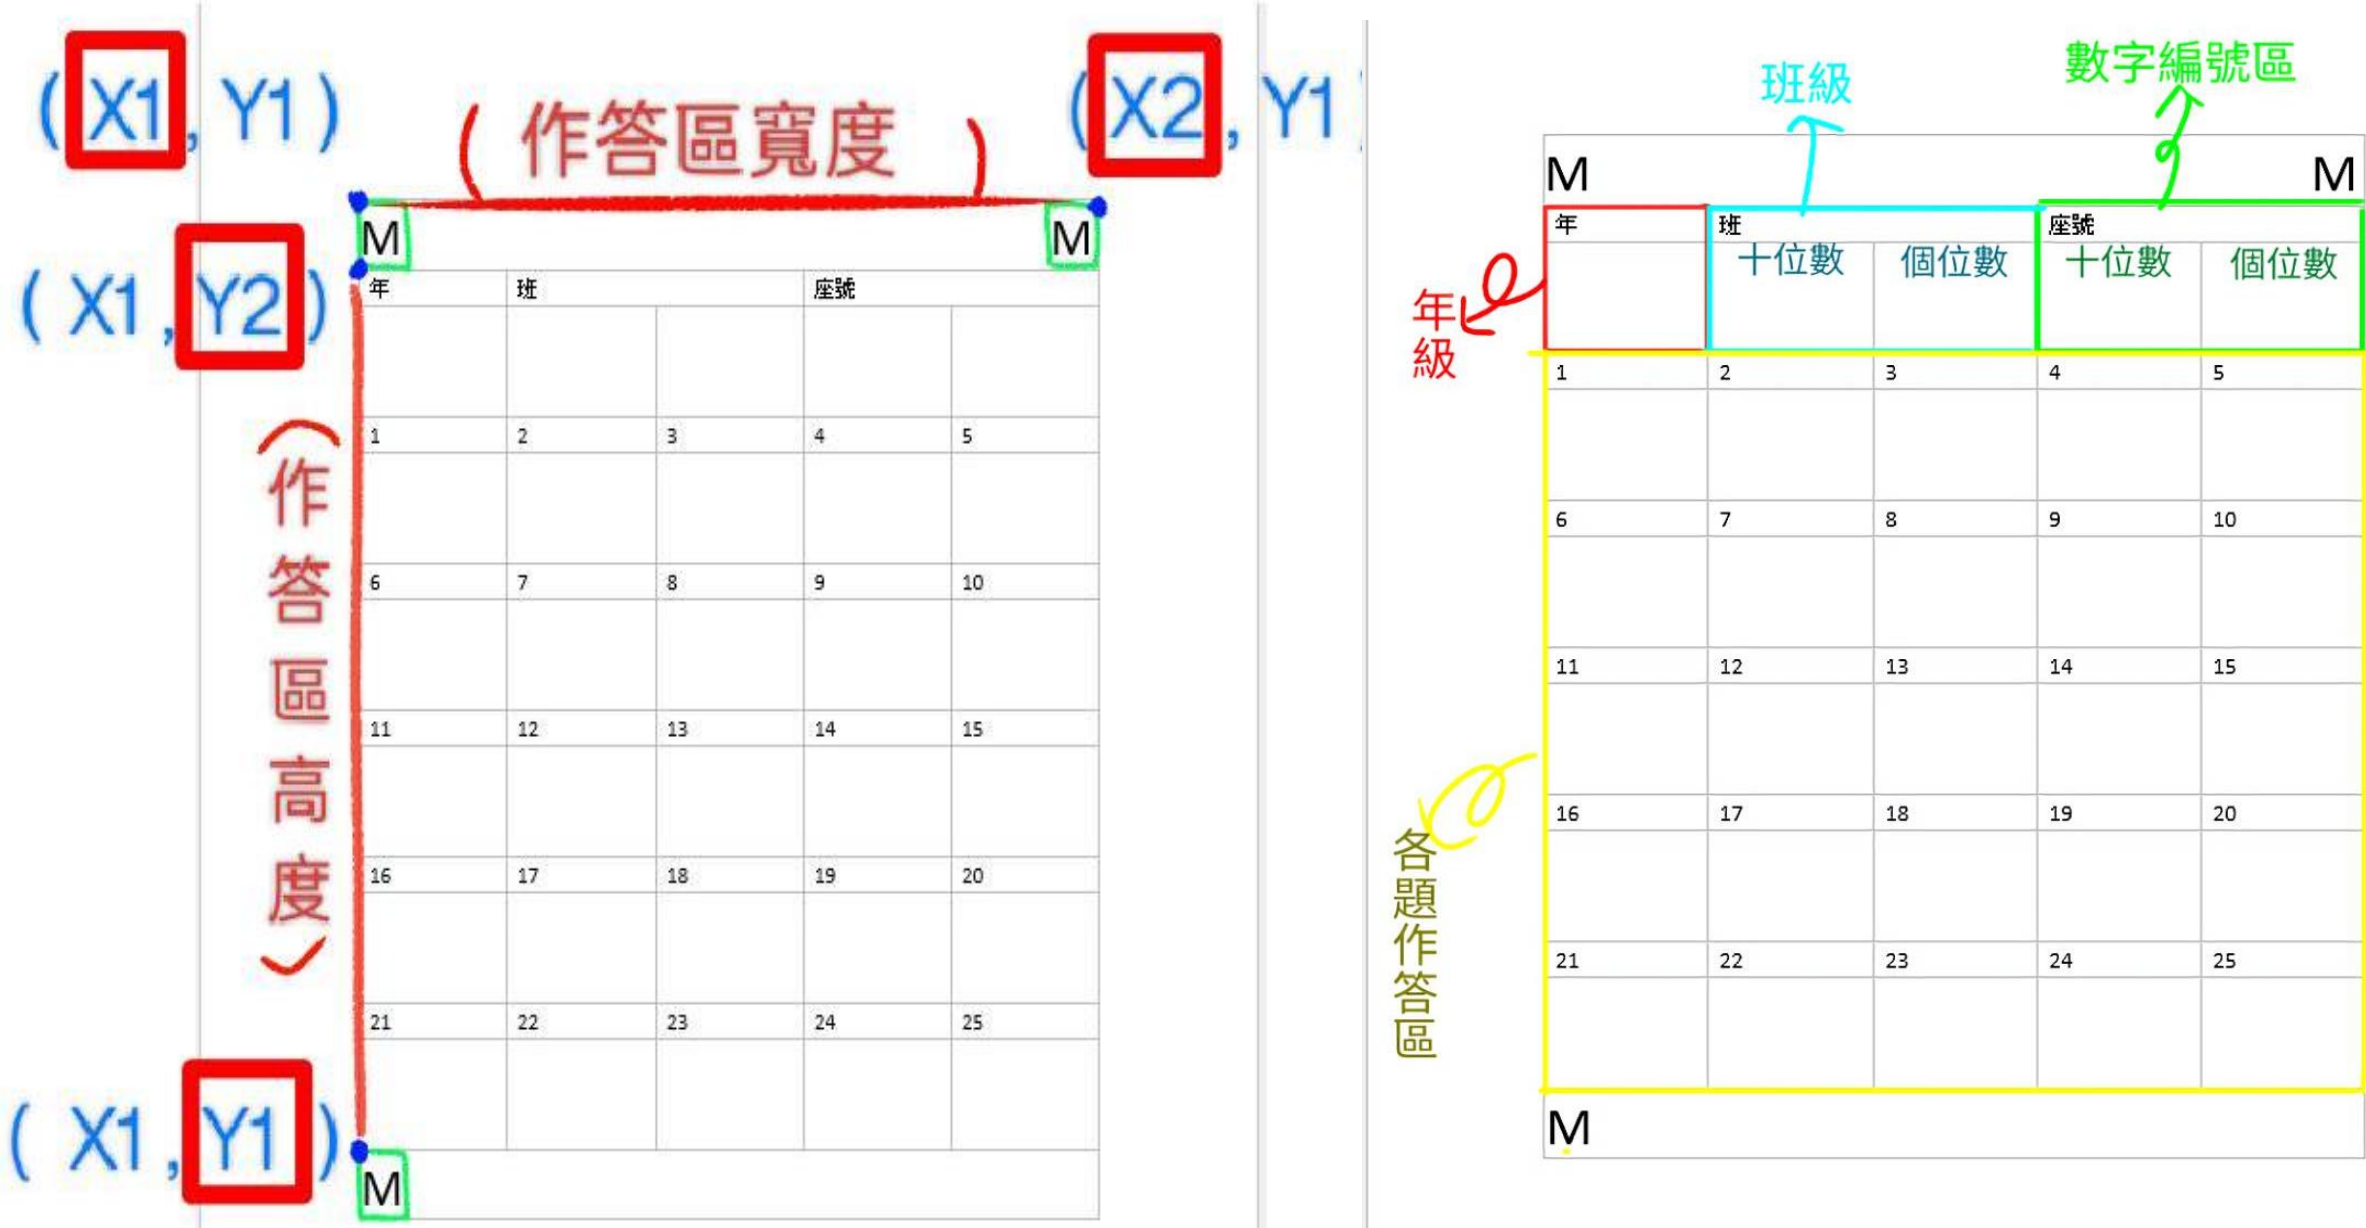 (X1, Y1)
(作答區寬度)
(X2, Y1)
M M
(X1, Y2)
年 班 座號
(作答區高度)
1 2 3 4 5
6 7 8 9 10
11 12 13 14 15
16 17 18 19 20
21 22 23 24 25
(X1, Y1)
M
班級
數字編號區
M M
年 班 座號
十位數 個位數 十位數 個位數
年級
1 2 3 4 5
6 7 8 9 10
11 12 13 14 15
16 17 18 19 20
各題作答區
21 22 23 24 25
M